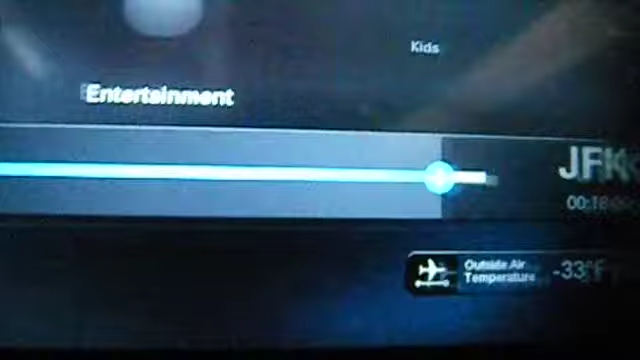 Kids
Entertainment
JFK
Outside Air
Temperature
-33°F